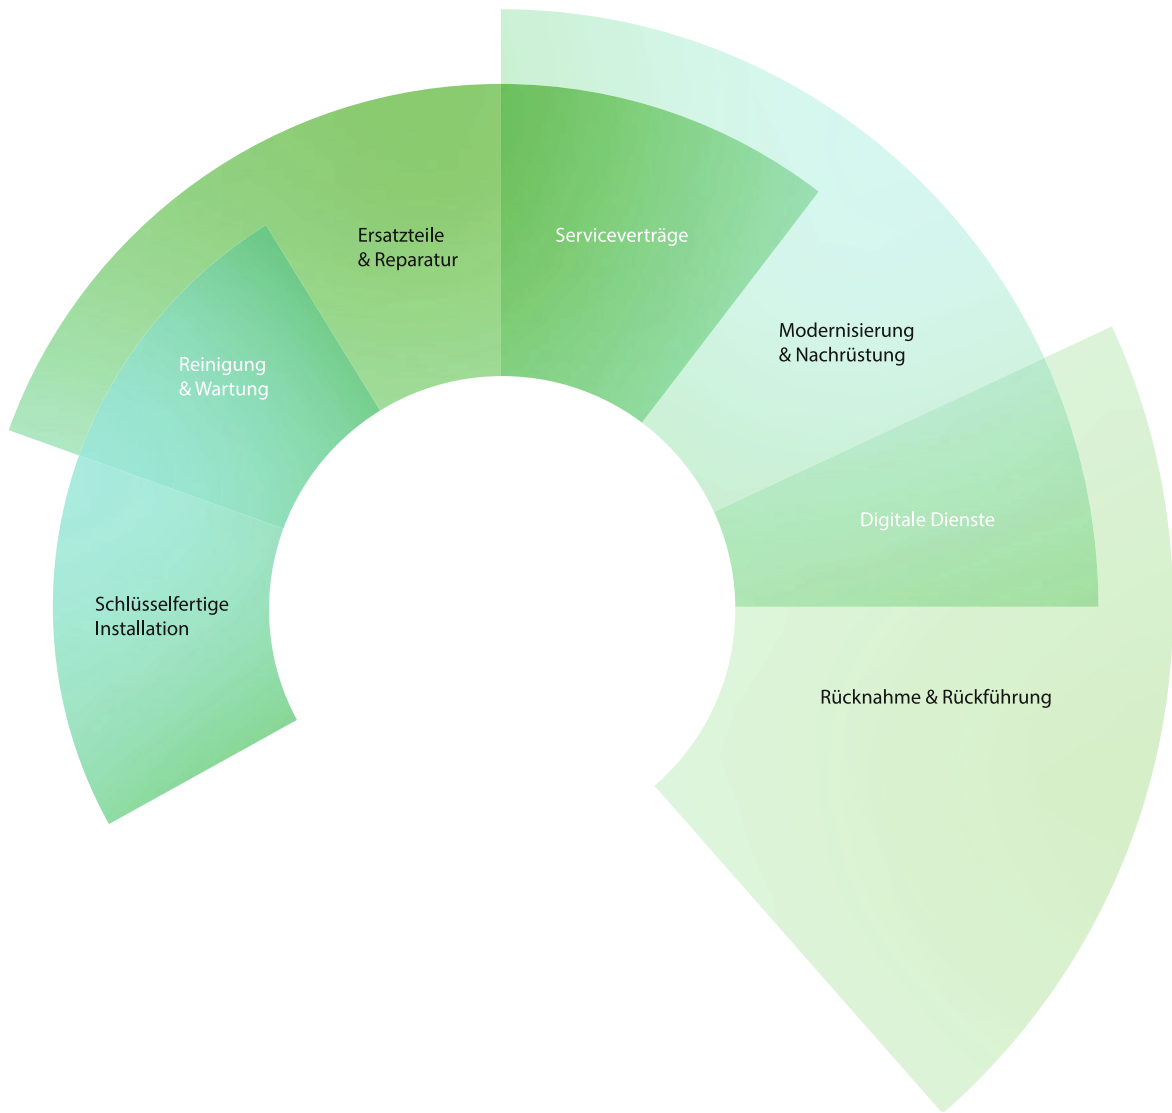 Schlüsselfertige
Installation
Reinigung
& Wartung
Ersatzteile
& Reparatur
Serviceverträge
Modernisierung
& Nachrüstung
Digitale Dienste
Rücknahme & Rückführung